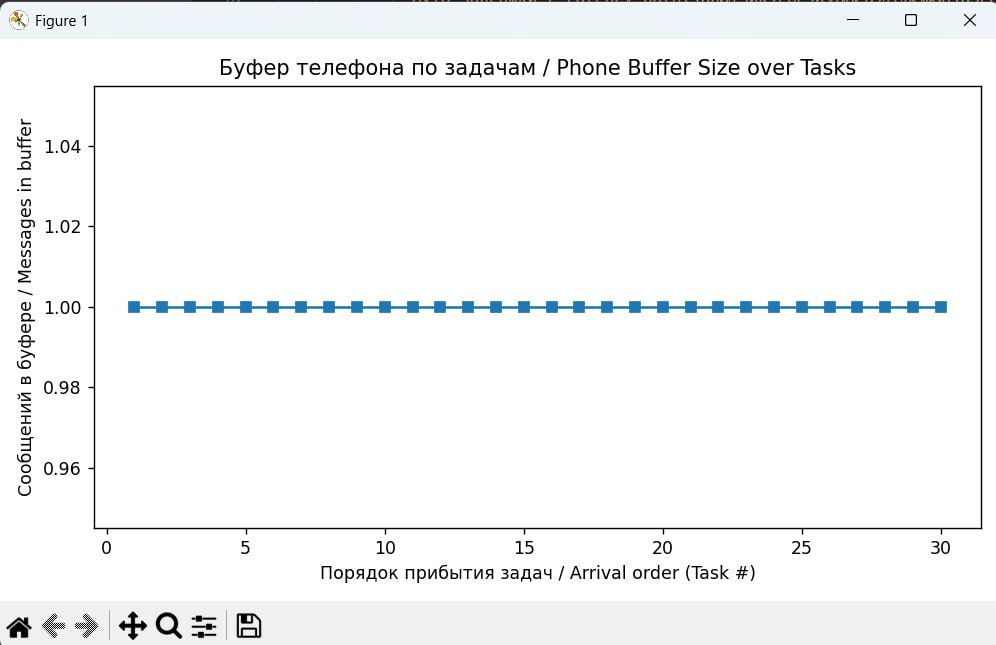 Figure 1
Буфер телефона по задачам / Phone Buffer Size over Tasks
Сообщений в буфере / Messages in buffer
1.04
1.02
1.00
0.98
0.96
0 5 10 15 20 25 30
Порядок прибытия задач / Arrival order (Task #)